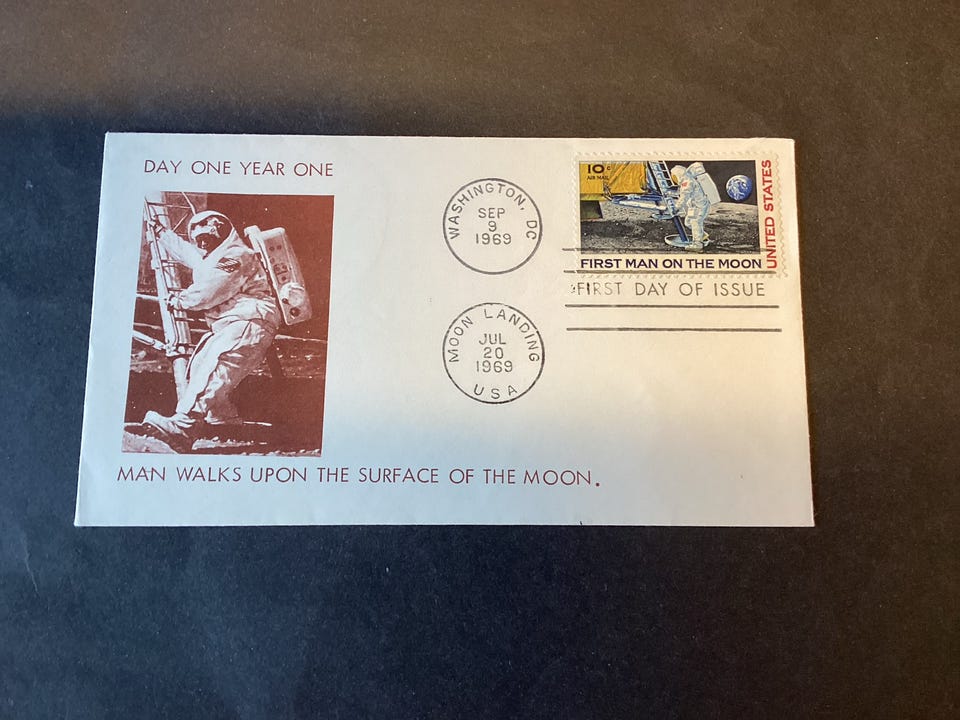 DAY ONE YEAR ONE
WASHINGTON, DC
SEP
9
1969
10c
AIR MAIL
UNITED STATES
FIRST MAN ON THE MOON
FIRST DAY OF ISSUE
MOON LANDING
JUL
20
1969
USA
MAN WALKS UPON THE SURFACE OF THE MOON.